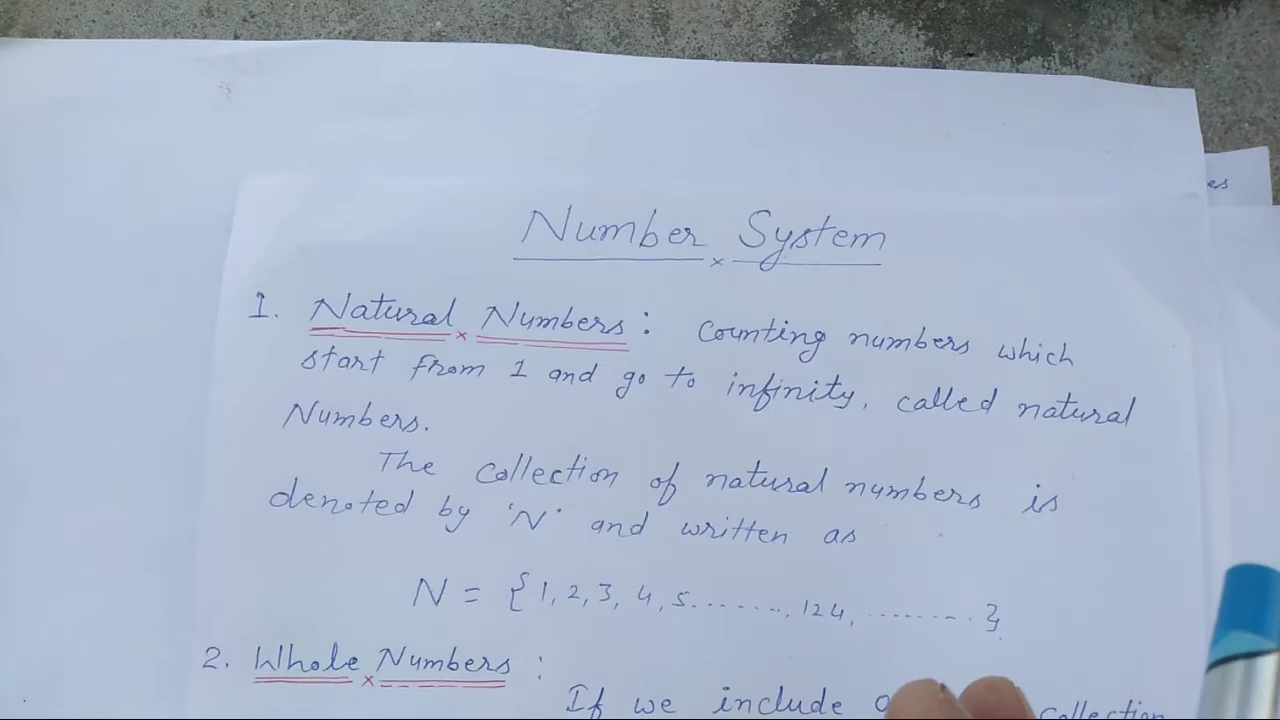 es
Number System
1. Natural Numbers : Counting numbers which
start from 1 and go to infinity, called natural
Numbers.
The collection of natural numbers is
denoted by 'N' and written as
N = {1, 2, 3, 4, 5........, 124, ......... }
2. Whole Numbers :
If we include collection